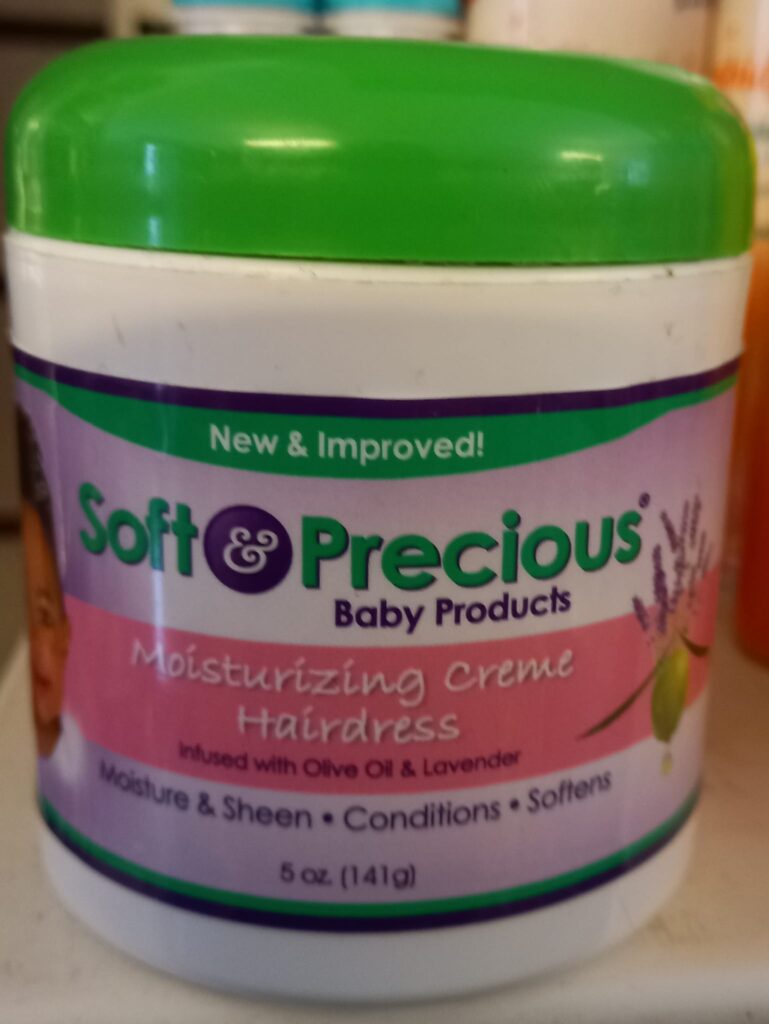 New & Improved!
Soft & Precious®
Baby Products
Moisturizing Creme
Hairdress
Infused with Olive Oil & Lavender
Moisture & Sheen • Conditions • Softens
5 oz. (141g)